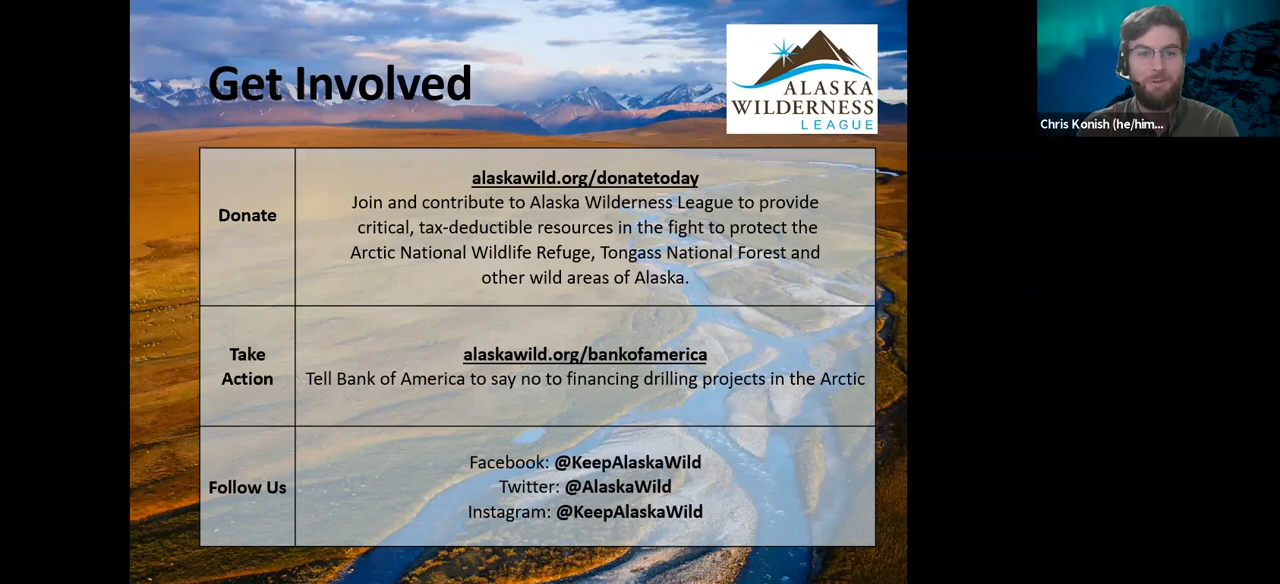 Get Involved
ALASKA
WILDERNESS
LEAGUE
Chris Konish (he/him...
Donate
alaskawild.org/donatetoday
Join and contribute to Alaska Wilderness League to provide
critical, tax-deductible resources in the fight to protect the
Arctic National Wildlife Refuge, Tongass National Forest and
other wild areas of Alaska.
Take
Action
alaskawild.org/bankofamerica
Tell Bank of America to say no to financing drilling projects in the Arctic
Follow Us
Facebook: @KeepAlaskaWild
Twitter: @AlaskaWild
Instagram: @KeepAlaskaWild